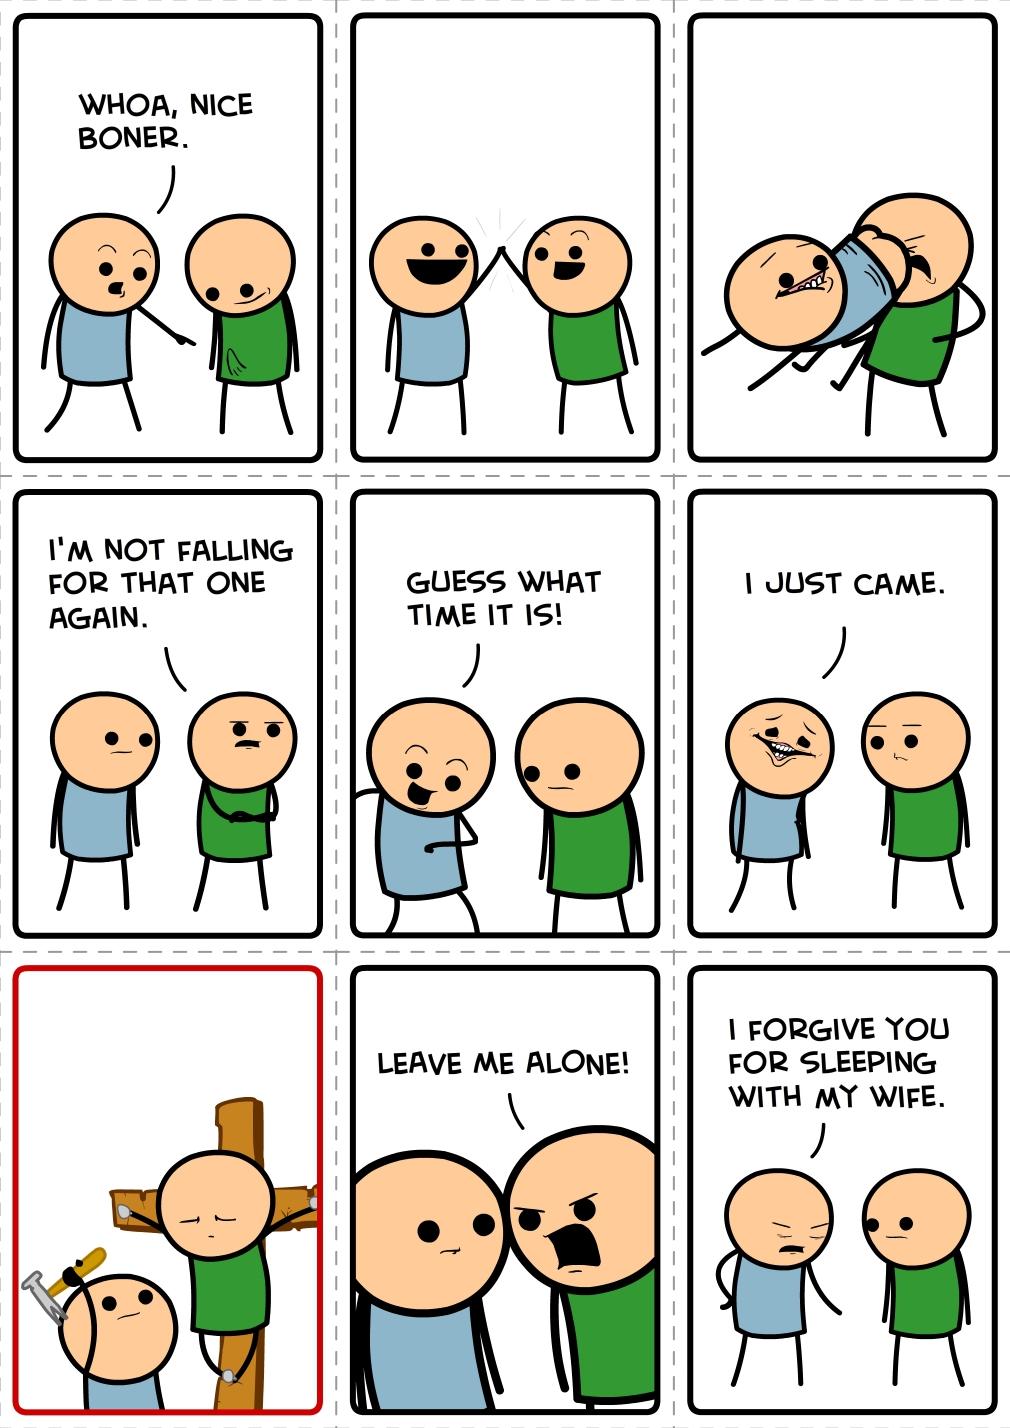 WHOA, NICE
BONER.
I'M NOT FALLING
FOR THAT ONE
AGAIN.
GUESS WHAT
TIME IT IS!
I JUST CAME.
LEAVE ME ALONE!
I FORGIVE YOU
FOR SLEEPING
WITH MY WIFE.